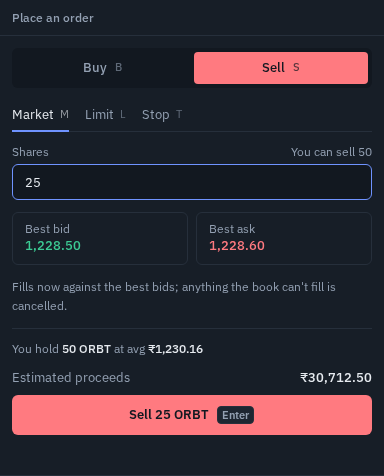 Place an order
Buy B Sell S
Market M Limit L Stop T
Shares You can sell 50
25
Best bid Best ask
1,228.50 1,228.60
Fills now against the best bids; anything the book can't fill is
cancelled.
You hold 50 ORBT at avg ₹1,230.16
Estimated proceeds ₹30,712.50
Sell 25 ORBT Enter